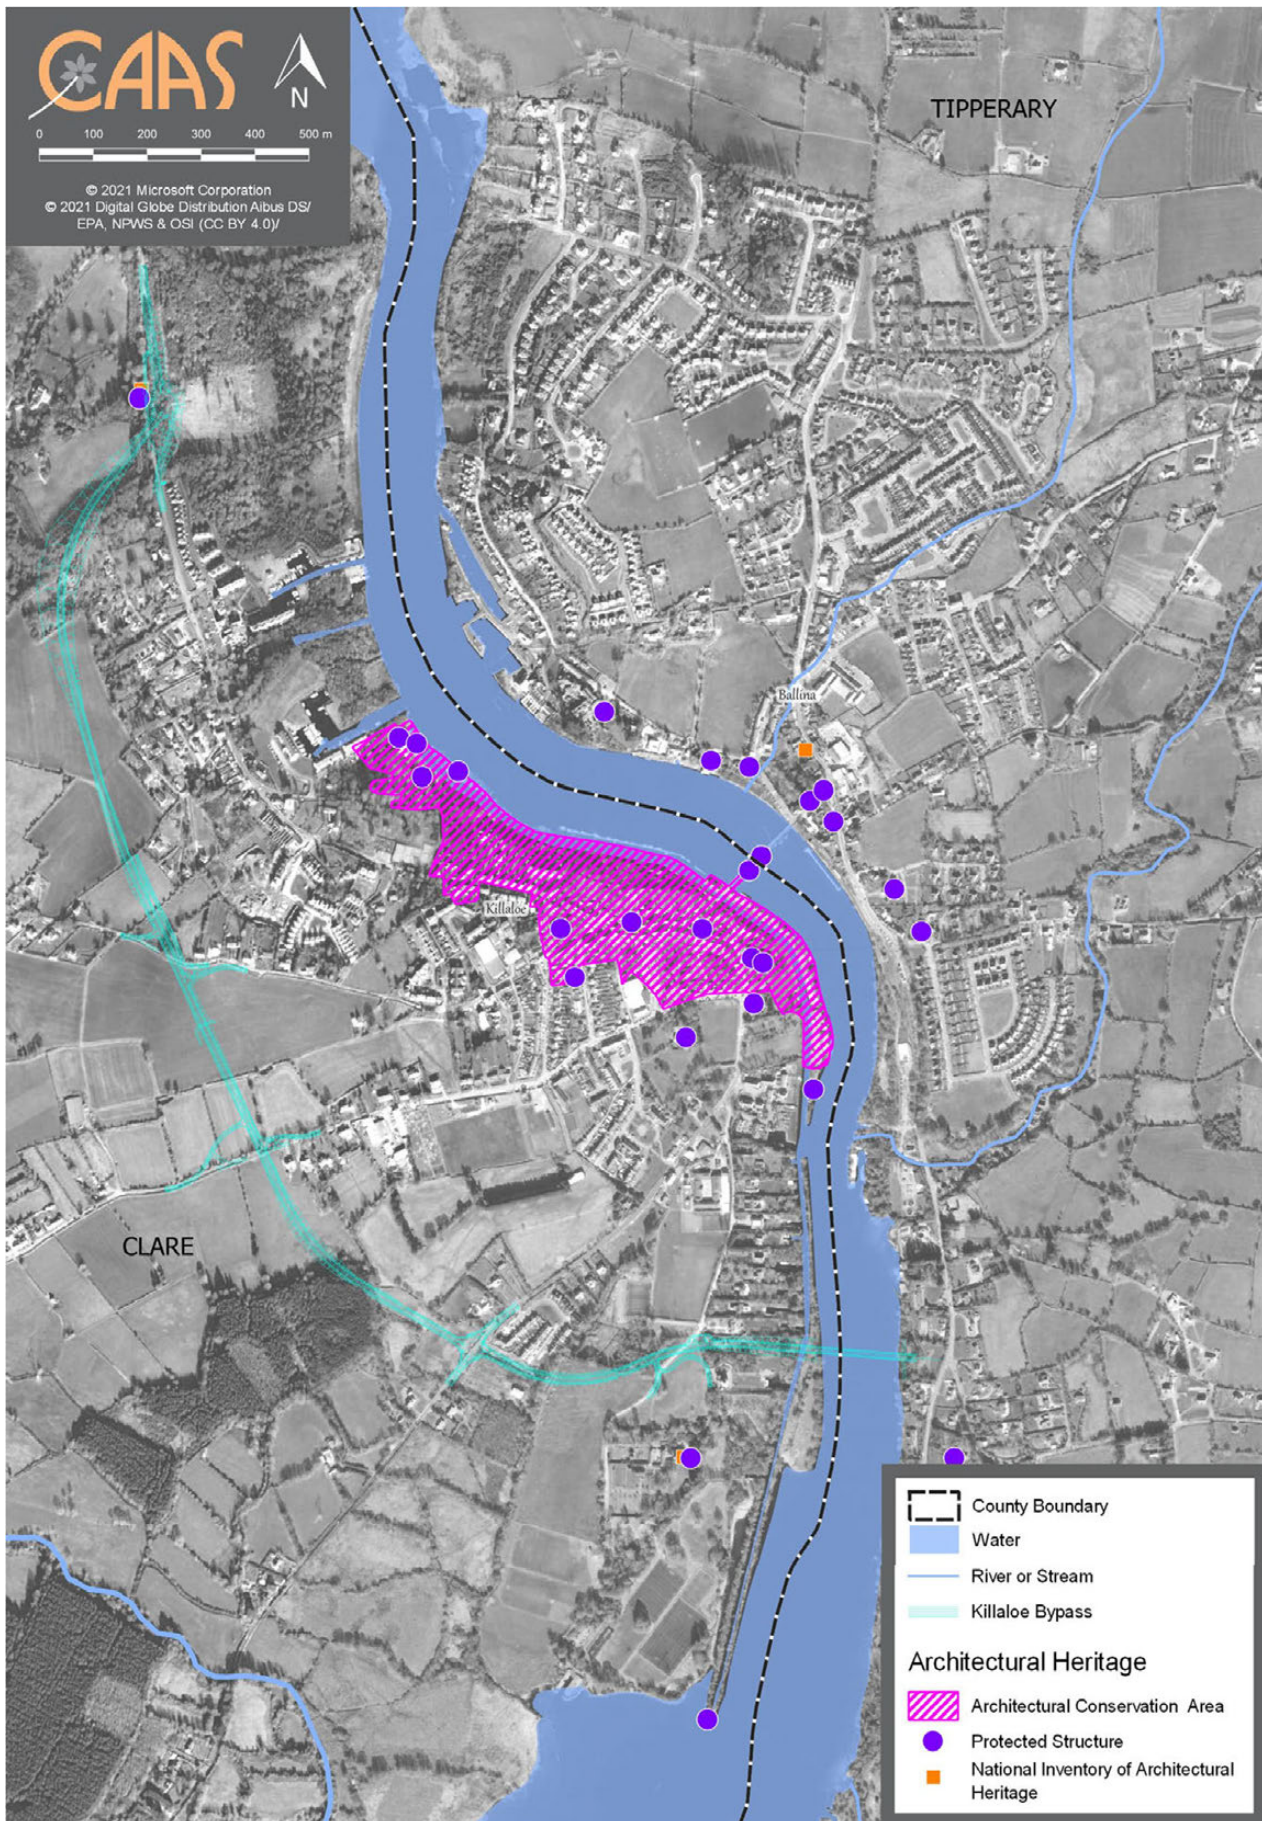 CAAS
N
0 100 200 300 400 500 m
© 2021 Microsoft Corporation
© 2021 Digital Globe Distribution Aibus DS/
EPA, NPWS & OSI (CC BY 4.0)/
TIPPERARY
Ballina
Killaloe
CLARE
County Boundary
Water
River or Stream
Killaloe Bypass
Architectural Heritage
Architectural Conservation Area
Protected Structure
National Inventory of Architectural
Heritage